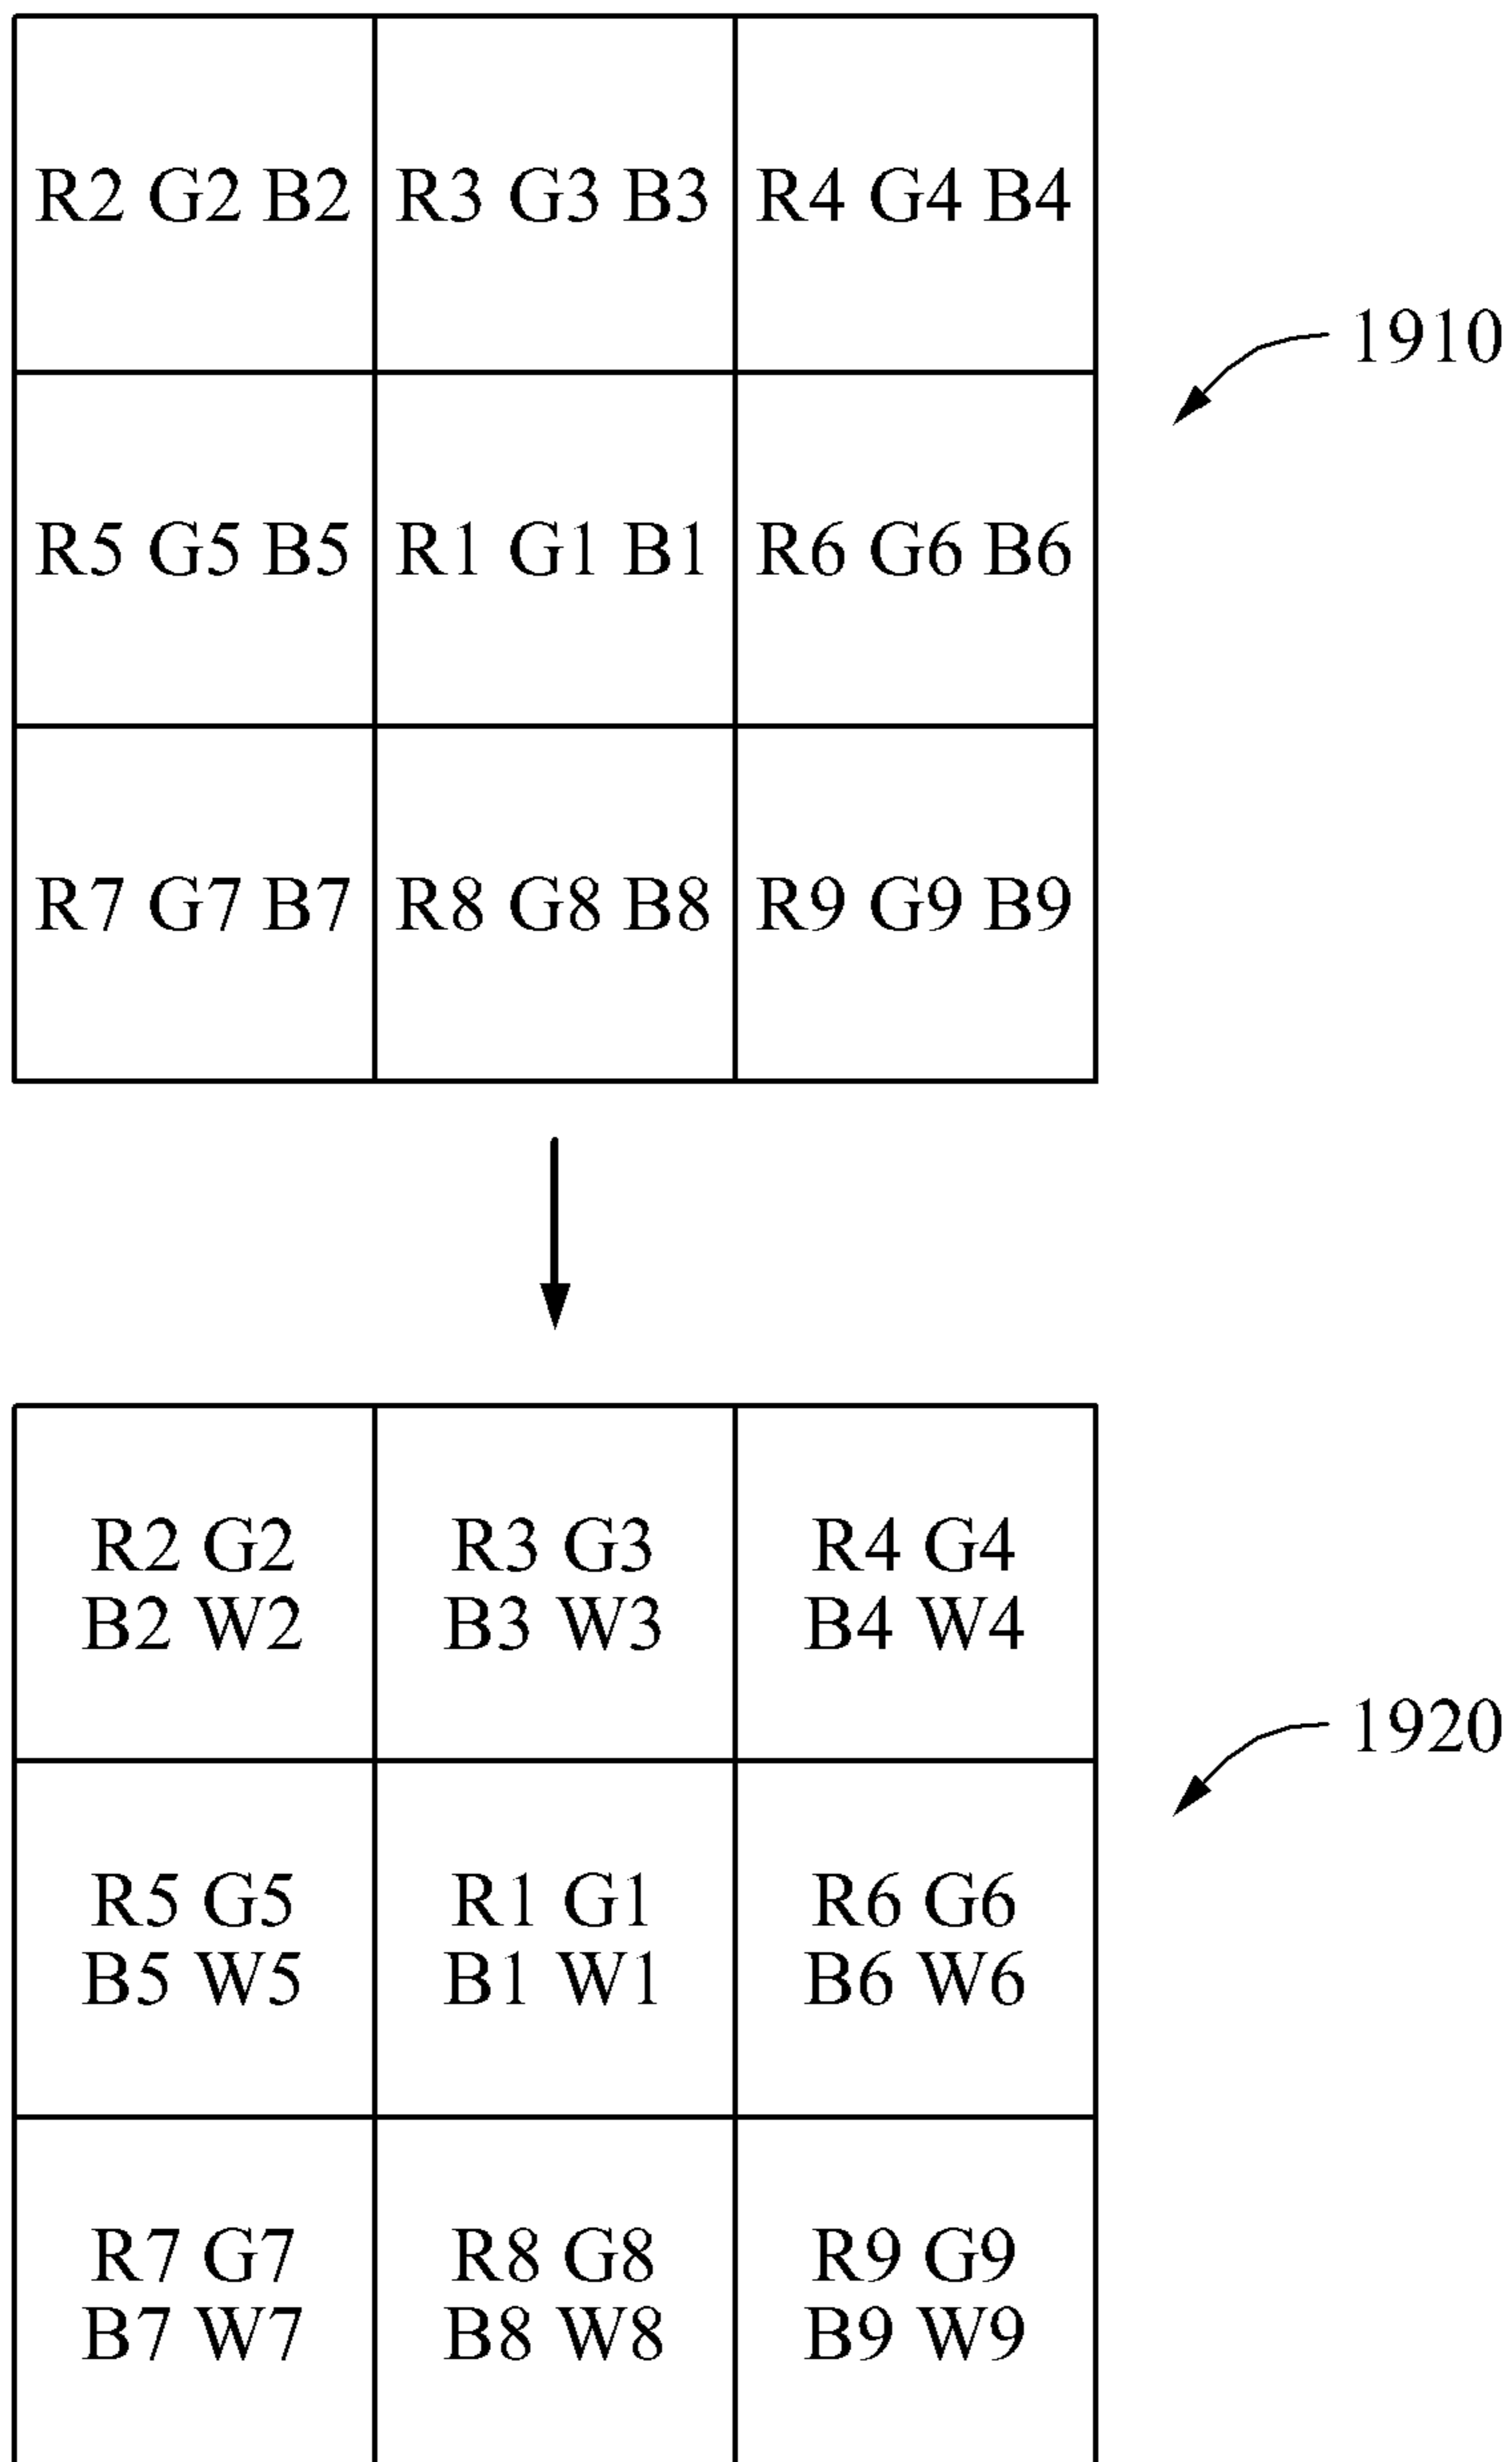 R2 G2 B2 R3 G3 B3 R4 G4 B4
1910
R5 G5 B5 R1 G1 B1 R6 G6 B6
R7 G7 B7 R8 G8 B8 R9 G9 B9
R2 G2 R3 G3 R4 G4
B2 W2 B3 W3 B4 W4
1920
R5 G5 R1 G1 R6 G6
B5 W5 B1 W1 B6 W6
R7 G7 R8 G8 R9 G9
B7 W7 B8 W8 B9 W9